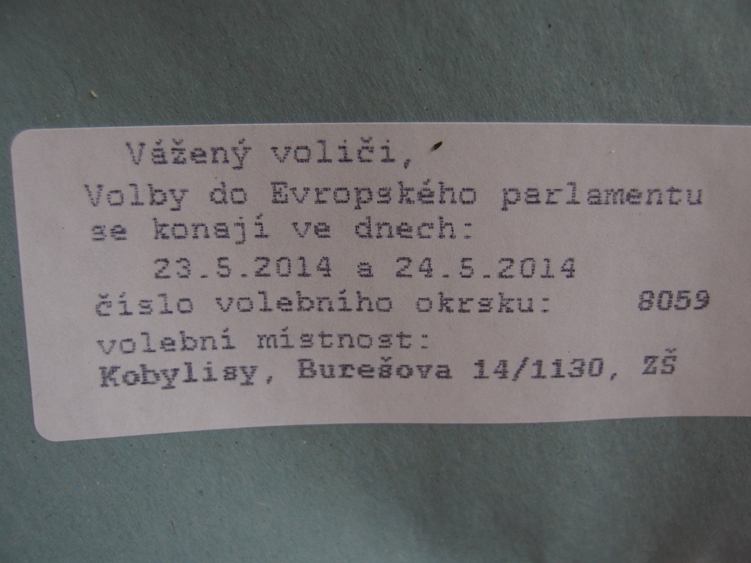 Vážený voliči,
Volby do Evropského parlamentu
se konají ve dnech:
23.5.2014 a 24.5.2014
číslo volebního okrsku: 8059
volební místnost:
Kobylisy, Burešova 14/1130, ZŠ